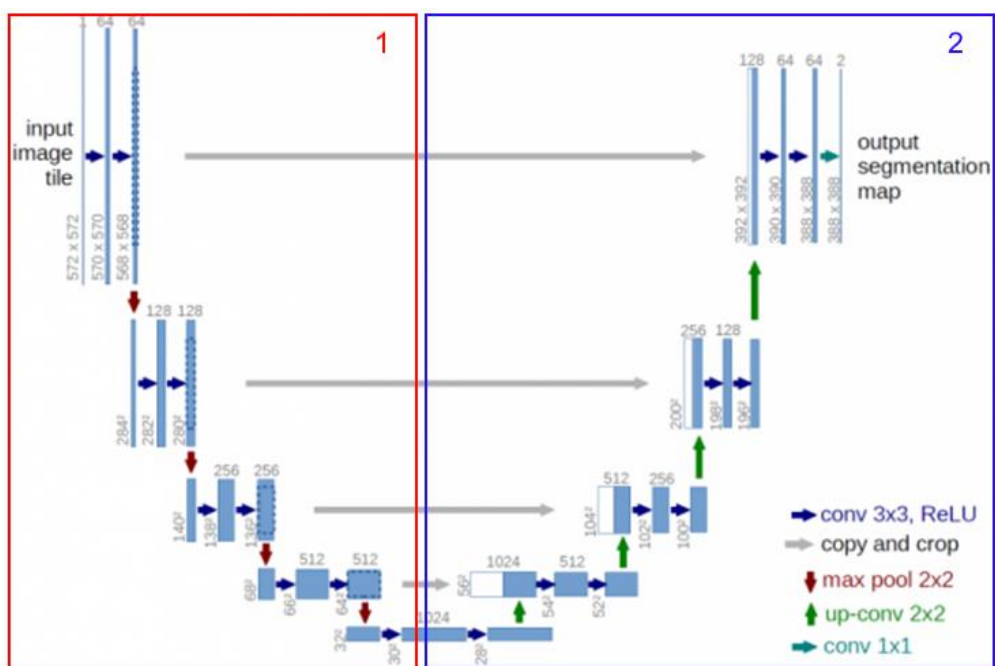 1
2
1 64 64
input
image
tile
572 x 572
570 x 570
568 x 568
128 64 64 2
output
segmentation
map
392 x 392
390 x 390
388 x 388
388 x 388
128 128
284²
282²
280²
256 128
200²
198²
196²
256 256
140²
138²
136²
512 256
104²
102²
100²
512 512
68²
66²
64²
1024 512
56²
54²
52²
1024
32²
30²
28²
conv 3x3, ReLU
copy and crop
max pool 2x2
up-conv 2x2
conv 1x1